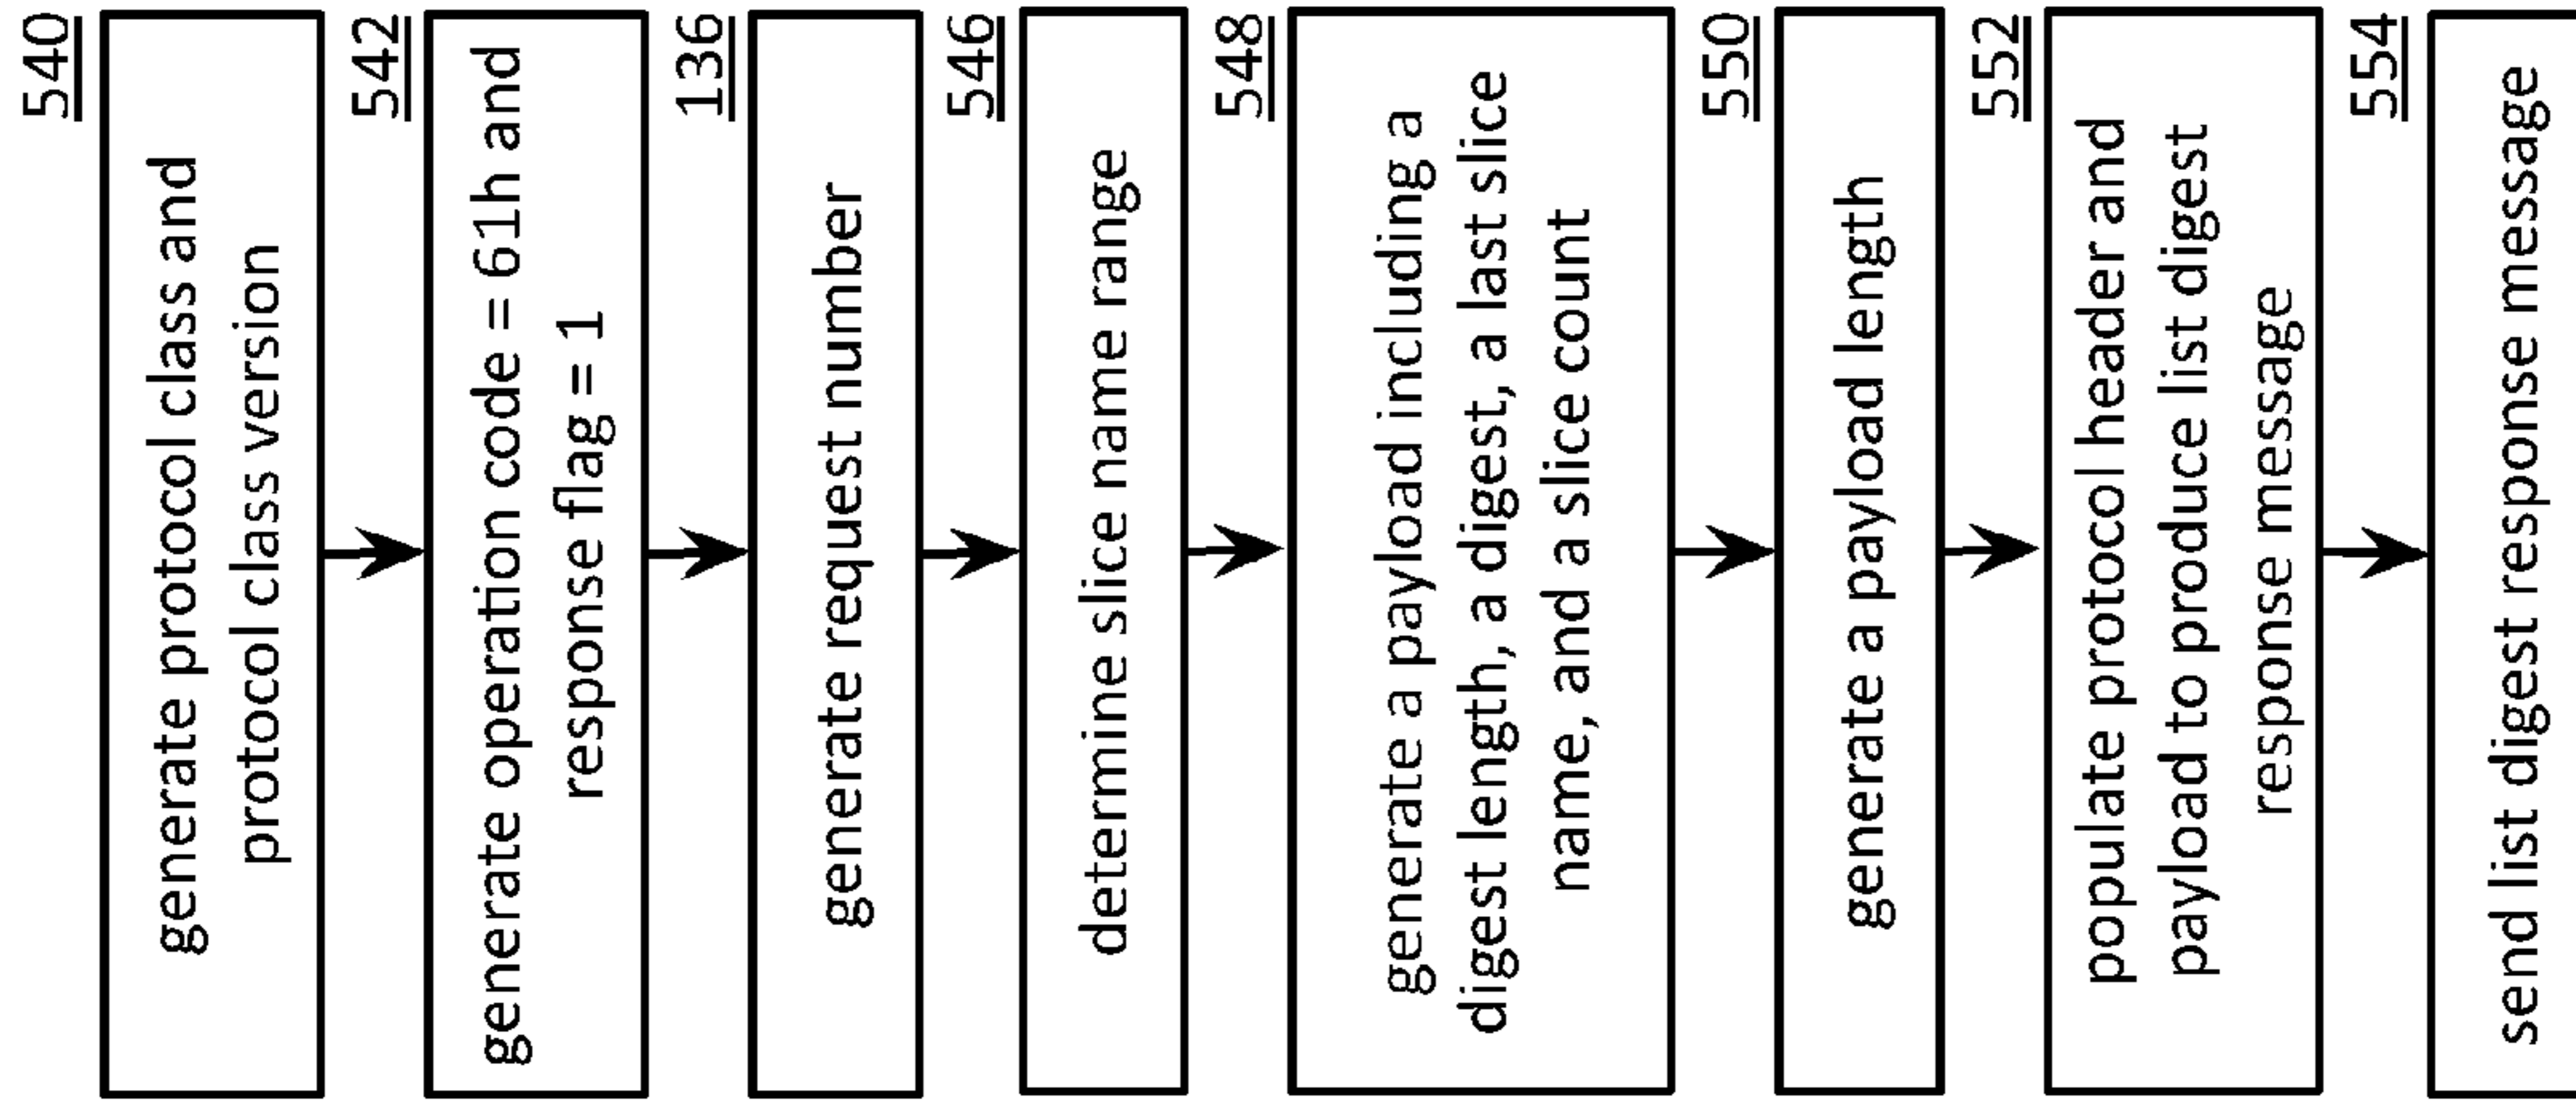 540
generate protocol class and
protocol class version
542
generate operation code = 61h and
response flag = 1
136
generate request number
546
determine slice name range
548
generate a payload including a
digest length, a digest, a last slice
name, and a slice count
550
generate a payload length
552
populate protocol header and
payload to produce list digest
response message
554
send list digest response message